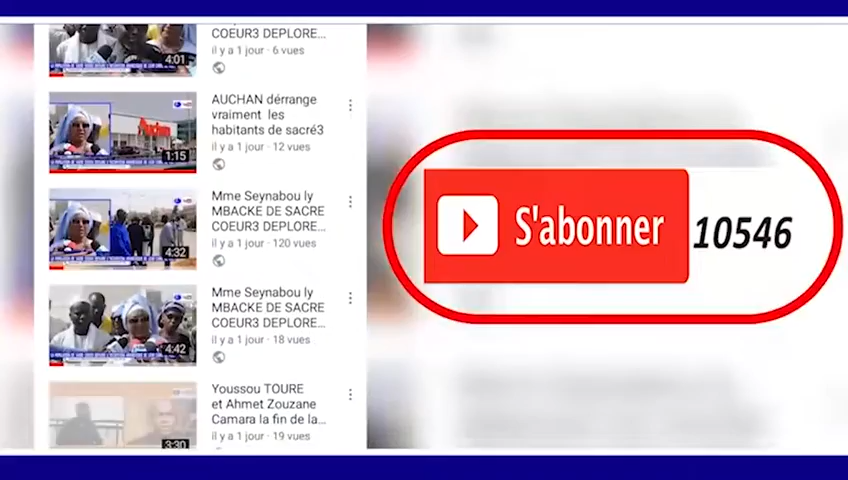 COEUR3 DEPLORE...
il y a 1 jour · 6 vues
4:01
AUCHAN dérrange
vraiment les
habitants de sacré3
il y a 1 jour · 12 vues
Auchan
1:15
Mme Seynabou ly
MBACKE DE SACRE
COEUR3 DEPLORE...
il y a 1 jour · 120 vues
4:32
Mme Seynabou ly
MBACKE DE SACRE
COEUR3 DEPLORE...
il y a 1 jour · 18 vues
4:42
Youssou TOURE
et Ahmet Zouzane
Camara la fin de la...
il y a 1 jour · 19 vues
3:30
S'abonner
10546